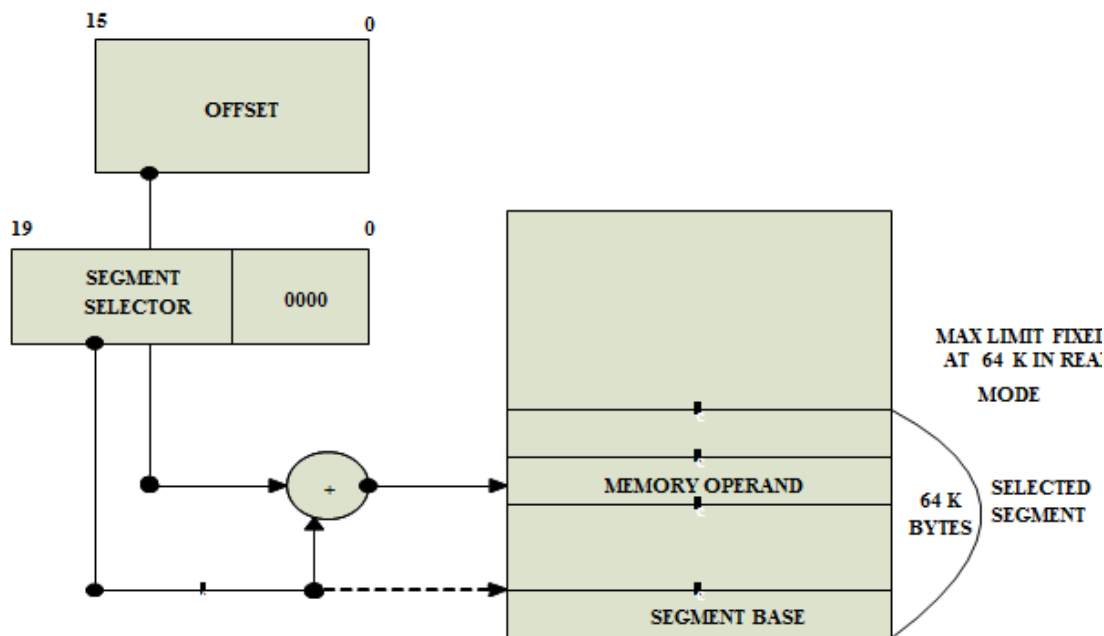 15 0
OFFSET
19 0
SEGMENT
SELECTOR
0000
MAX LIMIT FIXED
AT 64 K IN REA
MODE
MEMORY OPERAND
64 K
BYTES
SELECTED
SEGMENT
+
SEGMENT BASE